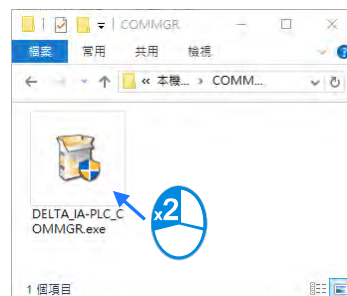 COMMGR
檔案 常用 共用 檢視
« 本機... › COMM...
x2
DELTA_IA-PLC_C
OMMGR.exe
1 個項目